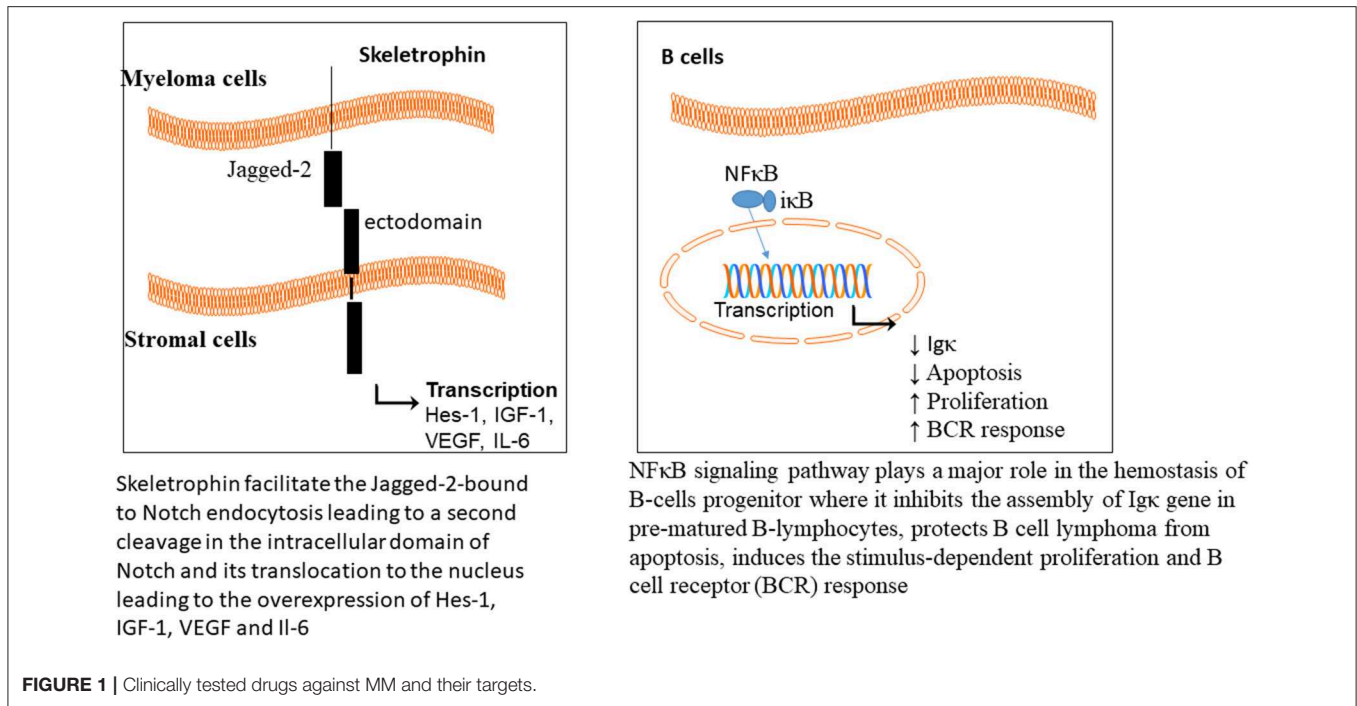 Skeletrophin
Myeloma cells
Jagged-2
ectodomain
Stromal cells
Transcription
Hes-1, IGF-1,
VEGF, IL-6
Skeletrophin facilitate the Jagged-2-bound
to Notch endocytosis leading to a second
cleavage in the intracellular domain of
Notch and its translocation to the nucleus
leading to the overexpression of Hes-1,
IGF-1, VEGF and Il-6
B cells
NFκB
iκB
Transcription
↓ Igκ
↓ Apoptosis
↑ Proliferation
↑ BCR response
NFκB signaling pathway plays a major role in the hemostasis of
B-cells progenitor where it inhibits the assembly of Igκ gene in
pre-matured B-lymphocytes, protects B cell lymphoma from
apoptosis, induces the stimulus-dependent proliferation and B
cell receptor (BCR) response
FIGURE 1 | Clinically tested drugs against MM and their targets.